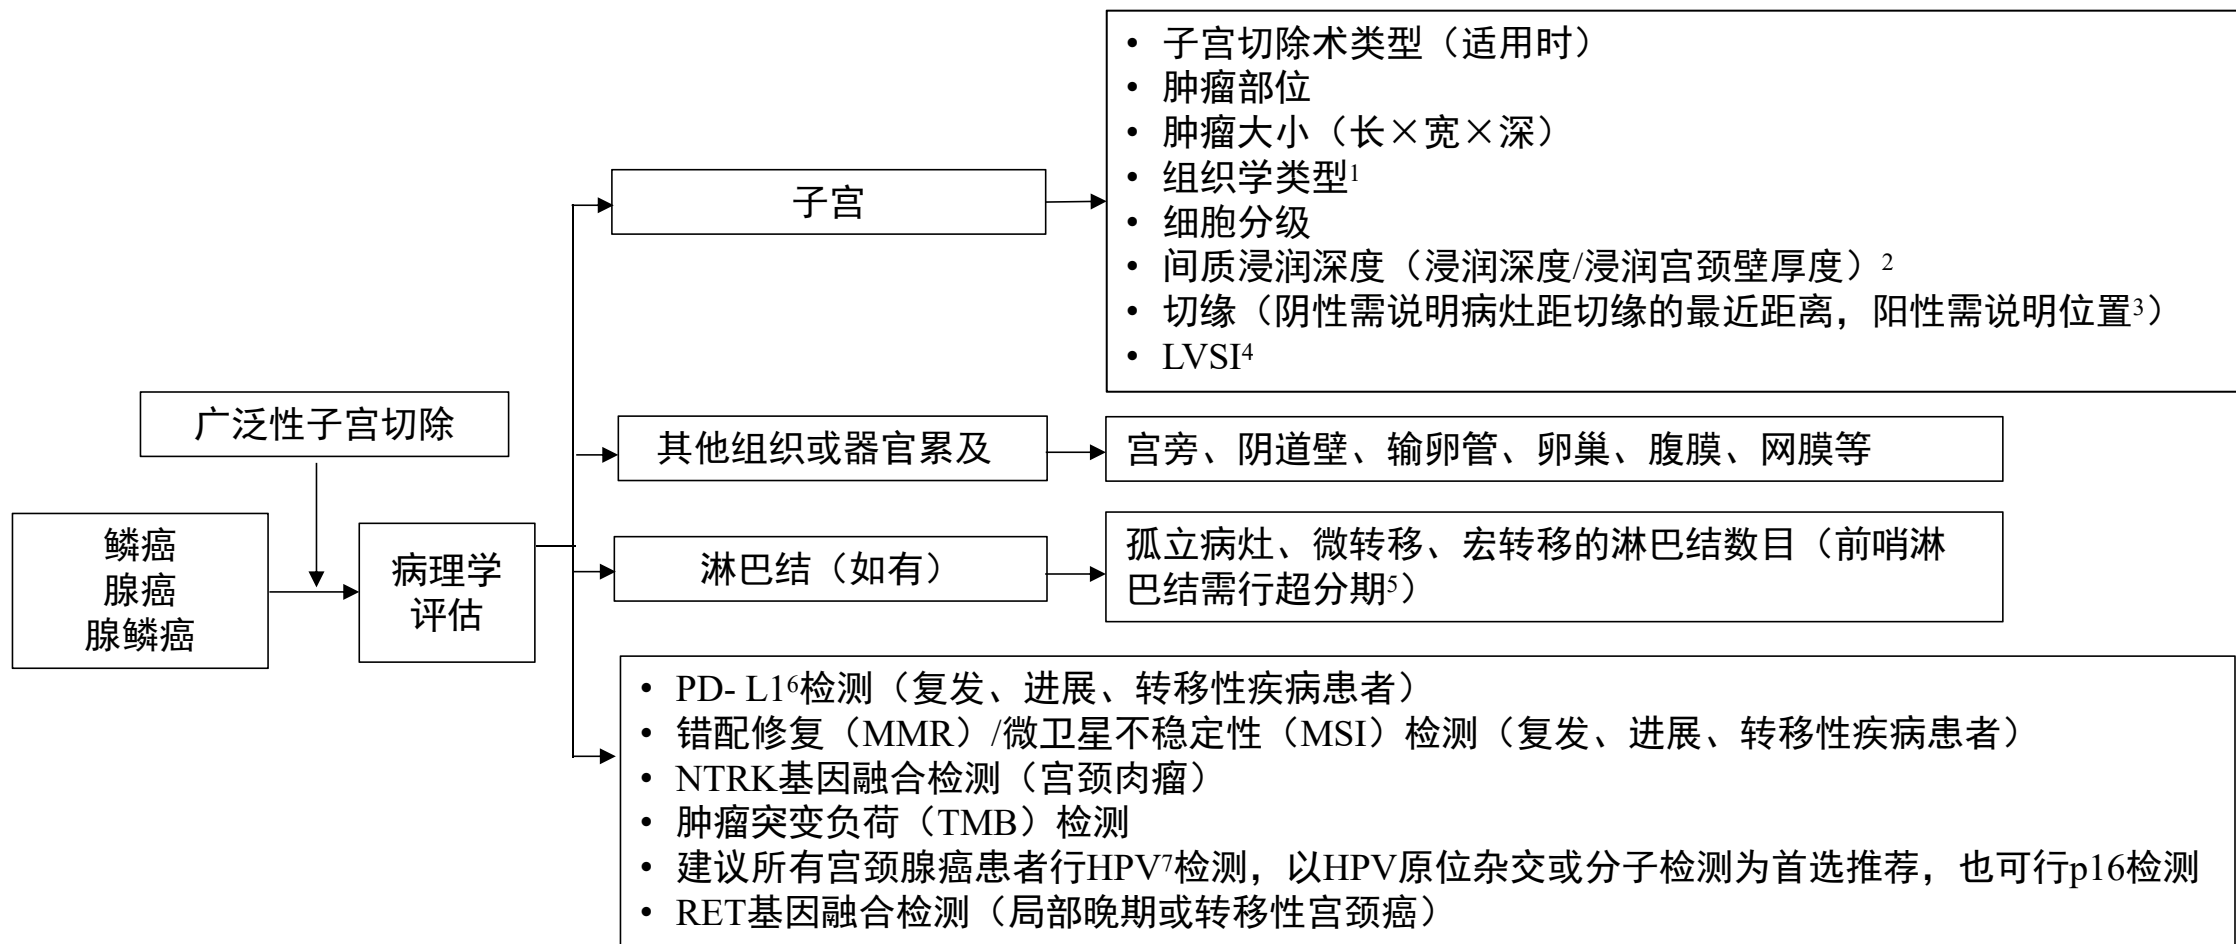 鳞癌
腺癌
腺鳞癌
广泛性子宫切除
病理学
评估
子宫
• 子宫切除术类型（适用时）
• 肿瘤部位
• 肿瘤大小（长×宽×深）
• 组织学类型1
• 细胞分级
• 间质浸润深度（浸润深度/浸润宫颈壁厚度）2
• 切缘（阴性需说明病灶距切缘的最近距离，阳性需说明位置3）
• LVSI4
其他组织或器官累及
宫旁、阴道壁、输卵管、卵巢、腹膜、网膜等
淋巴结（如有）
孤立病灶、微转移、宏转移的淋巴结数目（前哨淋
巴结需行超分期5）
• PD- L16检测（复发、进展、转移性疾病患者）
• 错配修复（MMR）/微卫星不稳定性（MSI）检测（复发、进展、转移性疾病患者）
• NTRK基因融合检测（宫颈肉瘤）
• 肿瘤突变负荷（TMB）检测
• 建议所有宫颈腺癌患者行HPV7检测，以HPV原位杂交或分子检测为首选推荐，也可行p16检测
• RET基因融合检测（局部晚期或转移性宫颈癌）